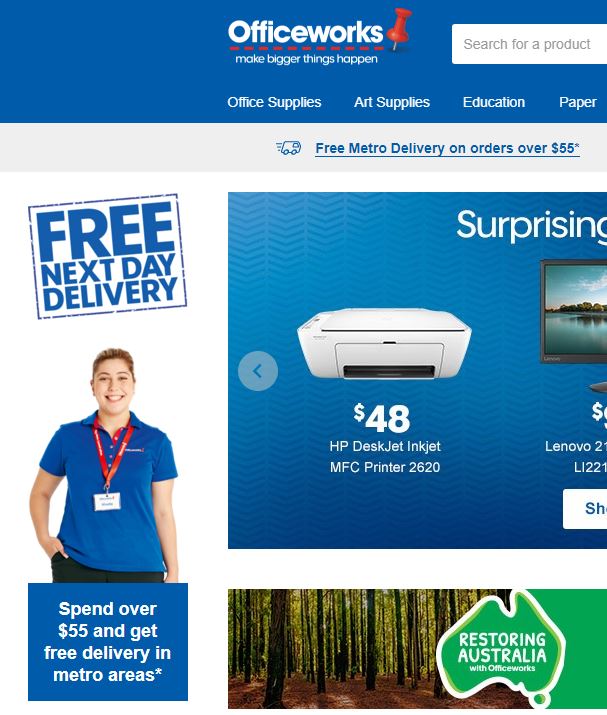 Officeworks
make bigger things happen
Search for a product
Office Supplies Art Supplies Education Paper
Free Metro Delivery on orders over $55*
FREE
NEXT DAY
DELIVERY
Spend over
$55 and get
free delivery in
metro areas*
Surprising
$48
HP DeskJet Inkjet
MFC Printer 2620
Lenovo 21
LI221
Sh
RESTORING
AUSTRALIA
with Officeworks